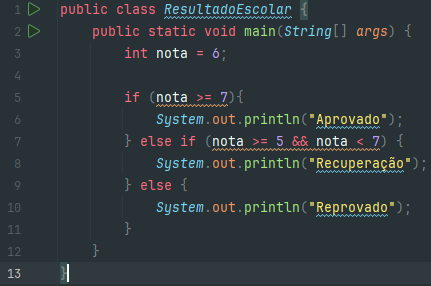 1 public class ResultadoEscolar {
2 public static void main(String[] args) {
3 int nota = 6;
4
5 if (nota >= 7){
6 System.out.println("Aprovado");
7 } else if (nota >= 5 && nota < 7) {
8 System.out.println("Recuperação");
9 } else {
10 System.out.println("Reprovado");
11 }
12 }
13 }